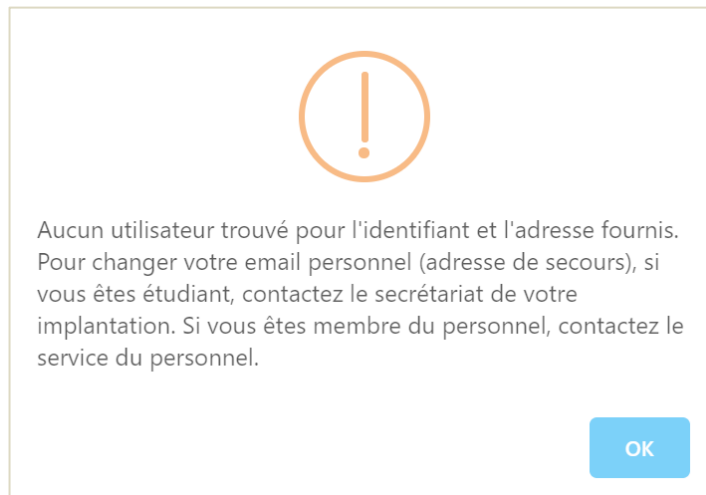 Aucun utilisateur trouvé pour l'identifiant et l'adresse fournis.
Pour changer votre email personnel (adresse de secours), si
vous êtes étudiant, contactez le secrétariat de votre
implantation. Si vous êtes membre du personnel, contactez le
service du personnel.
OK